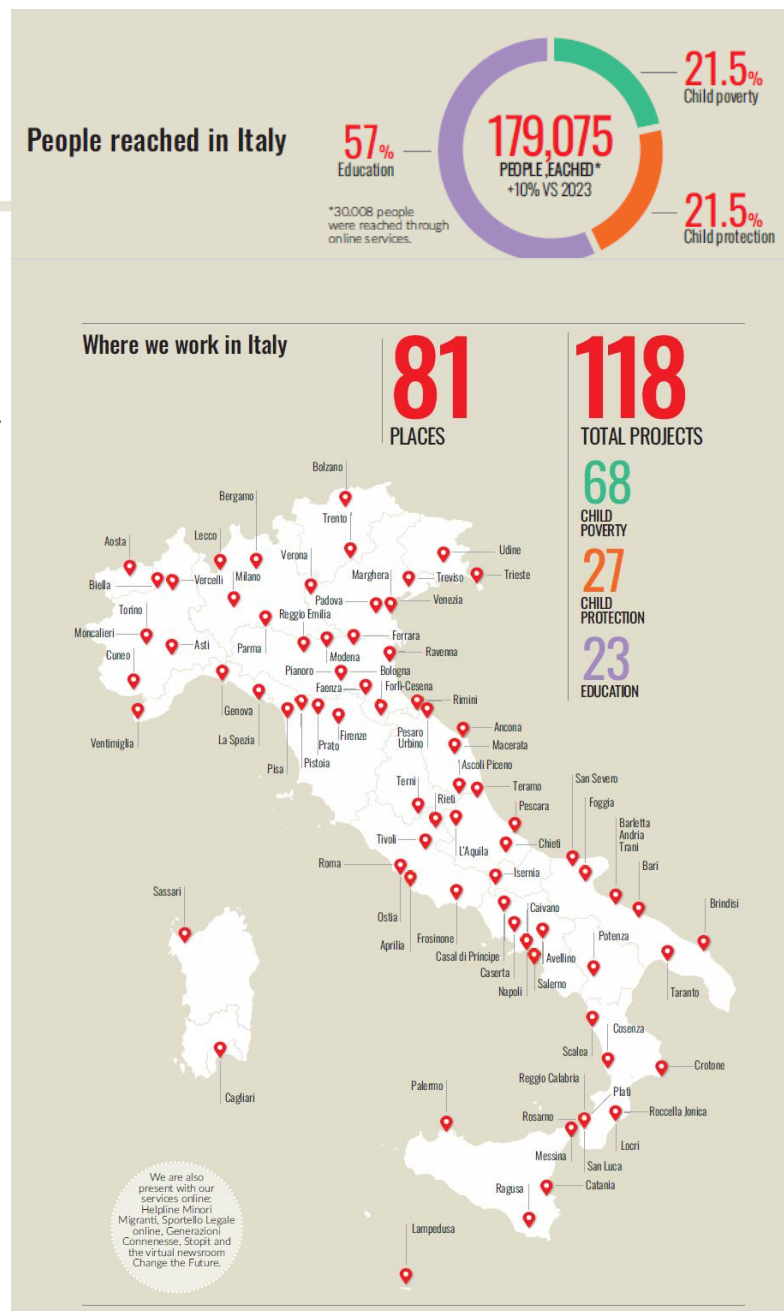 People reached in Italy
57%
Education
*30.008 people
were reached through
online services.
179,075
PEOPLE ,EACHED*
+10% VS 2023
21.5%
Child poverty
21.5%
Child protection
Where we work in Italy
81
PLACES
118
TOTAL PROJECTS
68
CHILD
POVERTY
27
CHILD
PROTECTION
23
EDUCATION
Bolzano
Bergamo
Trento
Aosta
Lecco
Verona
Marghera
Udine
Biella
Vercelli
Milano
Treviso
Trieste
Padova
Venezia
Torino
Reggio Emilia
Moncalieri
Asti
Parma
Modena
Ferrara
Ravenna
Cuneo
Pianoro
Bologna
Faenza
Forlì-Cesena
Rimini
Genova
Ventimiglia
La Spezia
Pisa
Pistoia
Prato
Firenze
Pesaro
Urbino
Ancona
Macerata
Ascoli Piceno
Terni
Rieti
Teramo
Pescara
San Severo
Foggia
Barletta
Andria
Trani
Bari
Tivoli
L'Aquila
Chieti
Roma
Isernia
Brindisi
Sassari
Ostia
Aprilia
Frosinone
Caivano
Casal di Principe
Caserta
Napoli
Salerno
Avellino
Potenza
Taranto
Scalea
Cosenza
Crotone
Cagliari
Palermo
Reggio Calabria
Platì
Rosarno
Roccella Jonica
Locri
Messina
San Luca
Ragusa
Catania
Lampedusa
We are also
present with our
services online:
Helpline Minori
Migranti, Sportello Legale
online, Generazioni
Connenesse, Stopit and
the virtual newsroom
Change the Future.